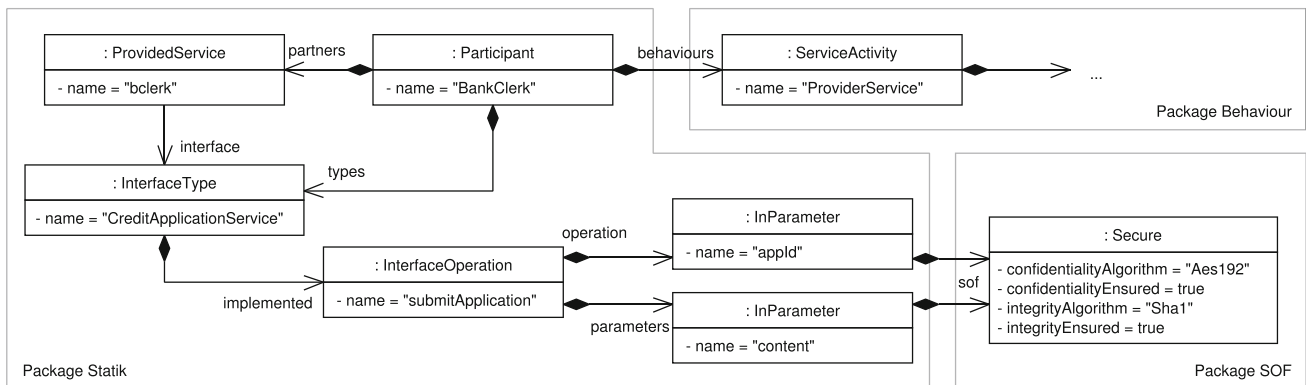 : ProvidedService
- name = "bclerk"
partners
: Participant
- name = "BankClerk"
behaviours
: ServiceActivity
- name = "ProviderService"
...
Package Behaviour
interface
types
: InterfaceType
- name = "CreditApplicationService"
implemented
: InterfaceOperation
- name = "submitApplication"
operation
: InParameter
- name = "appId"
parameters
: InParameter
- name = "content"
sof
: Secure
- confidentialityAlgorithm = "Aes192"
- confidentialityEnsured = true
- integrityAlgorithm = "Sha1"
- integrityEnsured = true
Package Statik
Package SOF